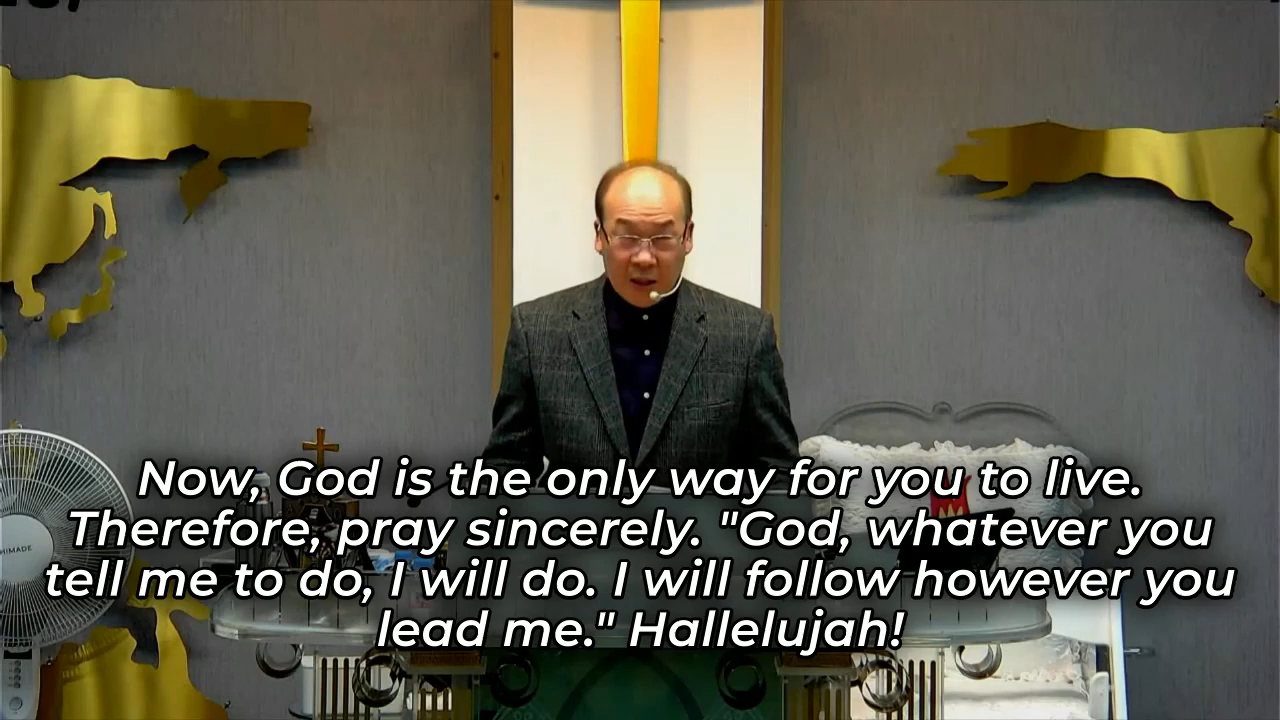 HIMADE
Now, God is the only way for you to live.
Therefore, pray sincerely. "God, whatever you
tell me to do, I will do. I will follow however you
lead me." Hallelujah!